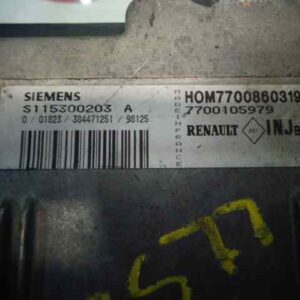 SIEMENS
S115300203 A
0 / 01823 / 384471251 / 98125
MADE IN FRANCE
HOM7700860319
7700105979
RENAULT INJ